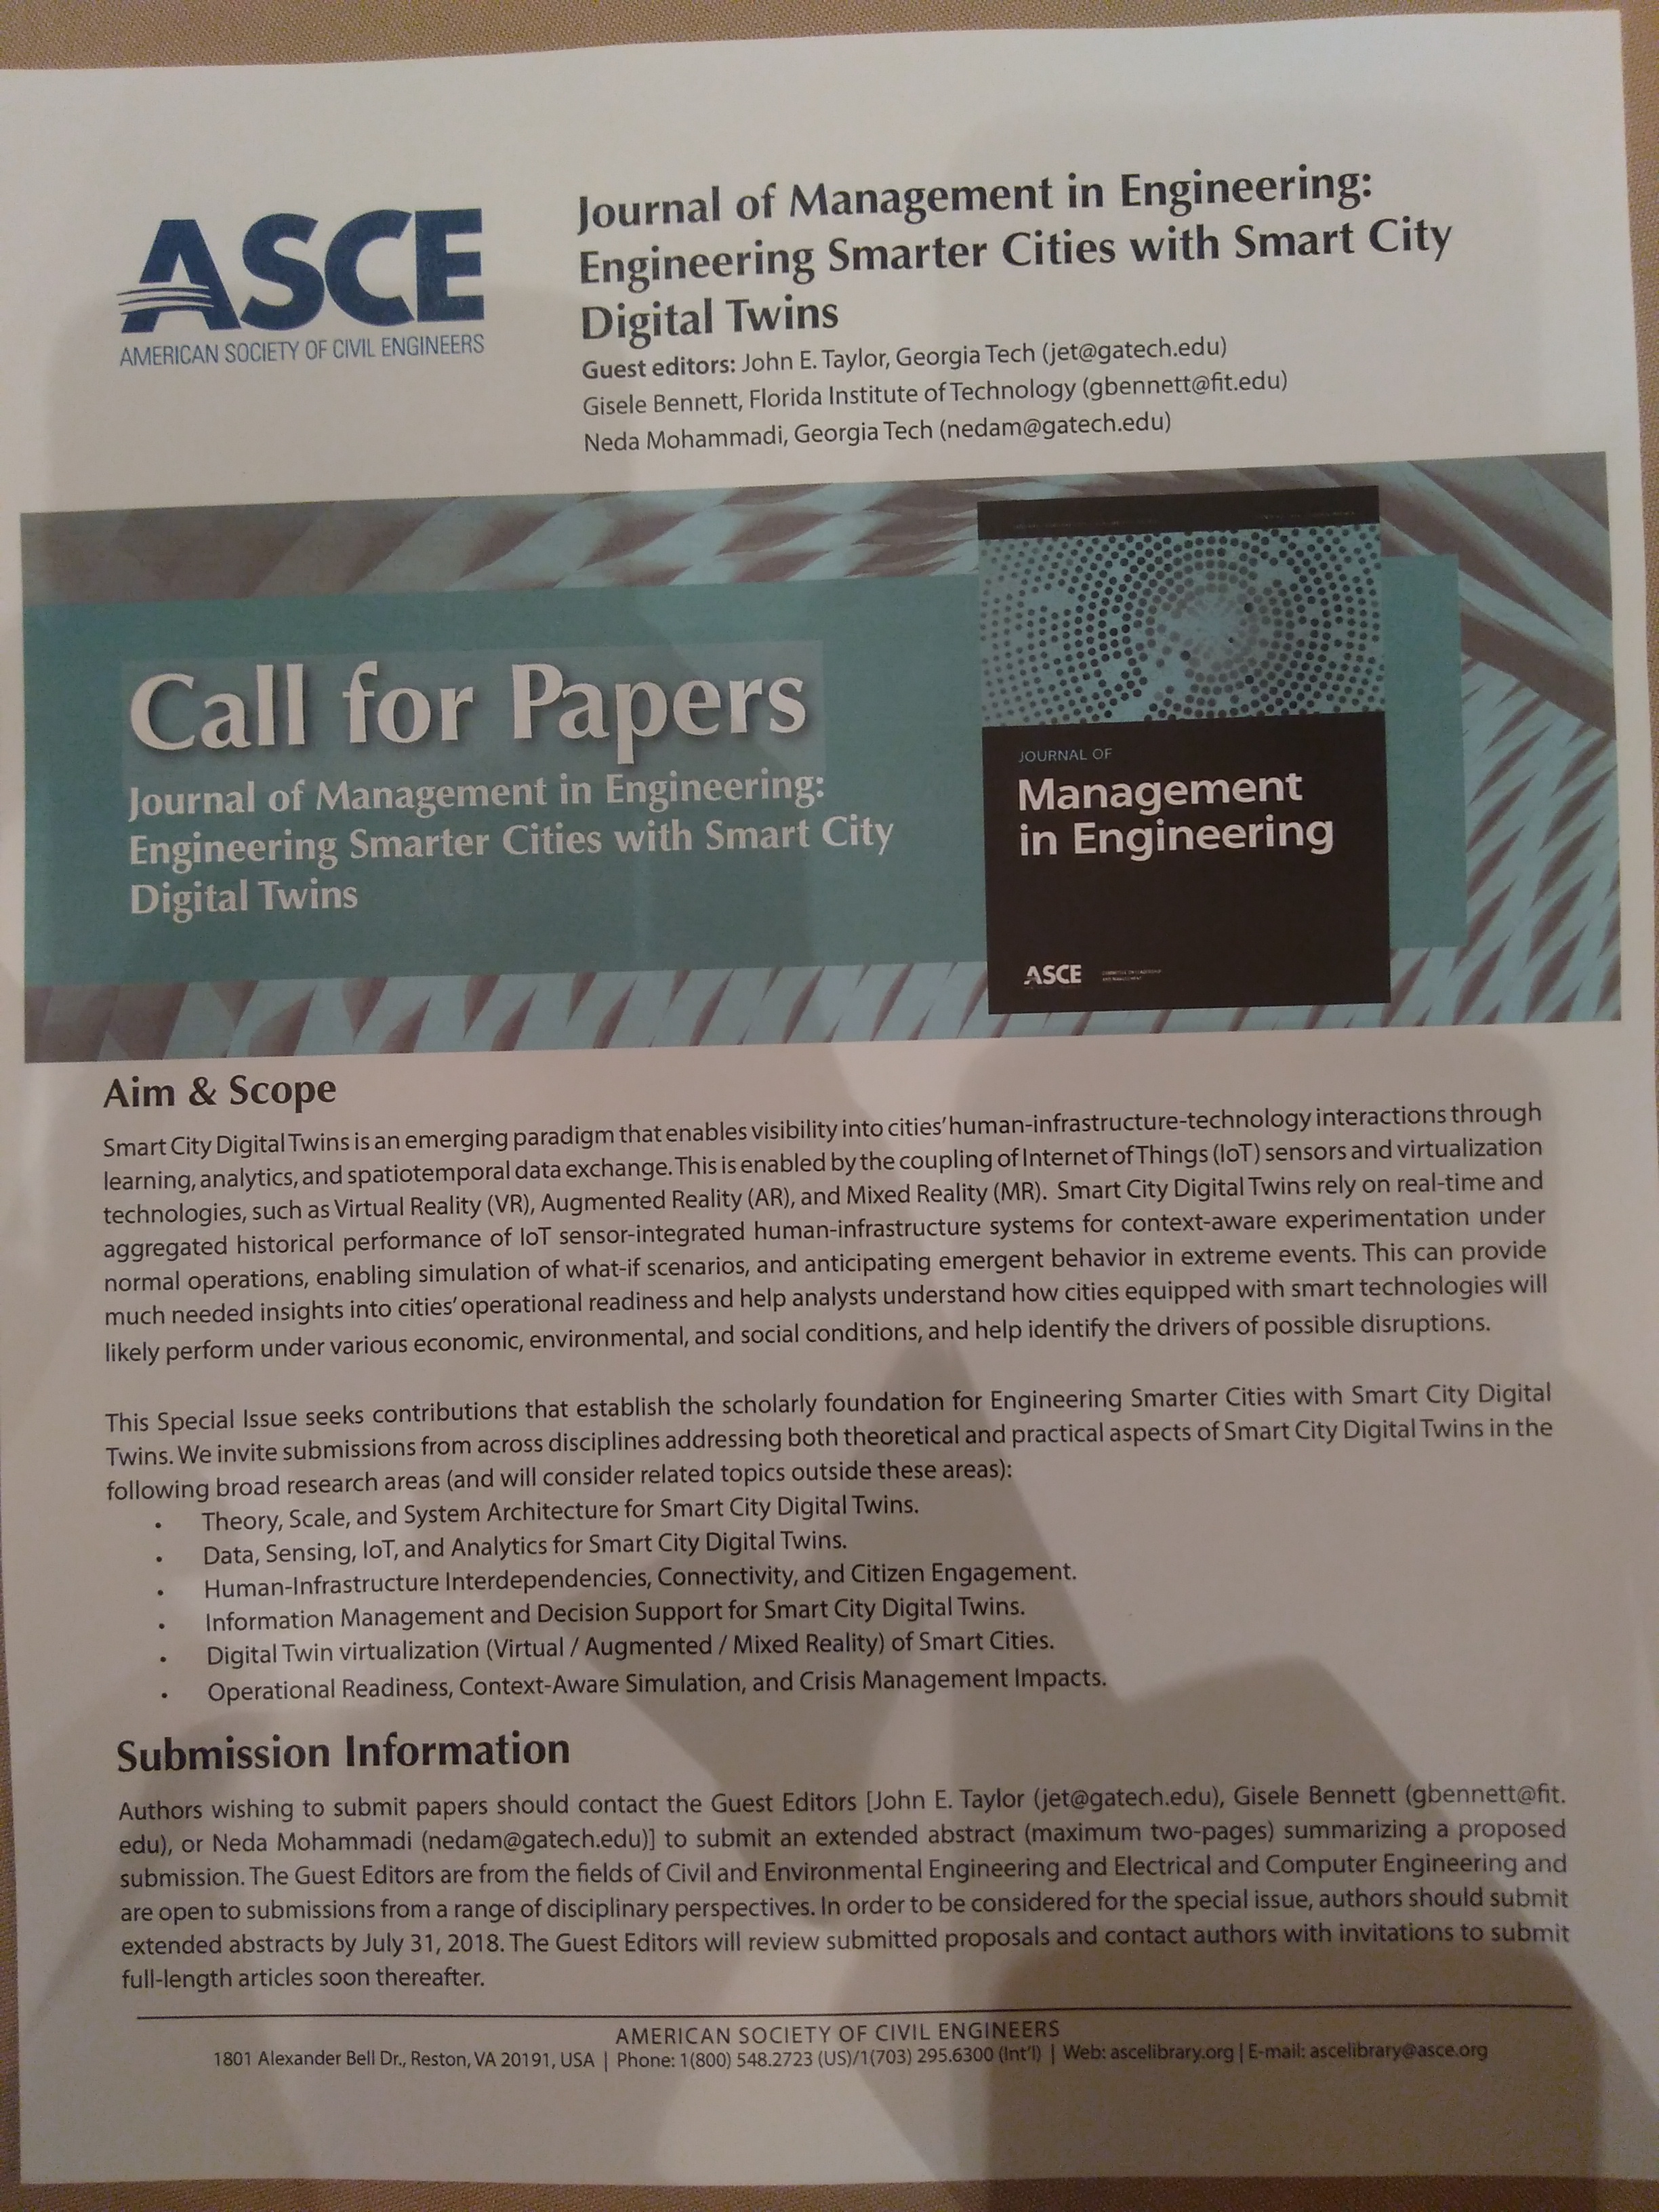 ASCE
AMERICAN SOCIETY OF CIVIL ENGINEERS
Journal of Management in Engineering:
Engineering Smarter Cities with Smart City
Digital Twins
Guest editors: John E. Taylor, Georgia Tech (jet@gatech.edu)
Gisele Bennett, Florida Institute of Technology (gbennett@fit.edu)
Neda Mohammadi, Georgia Tech (nedam@gatech.edu)
Call for Papers
Journal of Management in Engineering:
Engineering Smarter Cities with Smart City
Digital Twins
JOURNAL OF
Management
in Engineering
ASCE
Aim & Scope
Smart City Digital Twins is an emerging paradigm that enables visibility into cities' human-infrastructure-technology interactions through
learning, analytics, and spatiotemporal data exchange. This is enabled by the coupling of Internet of Things (IoT) sensors and virtualization
technologies, such as Virtual Reality (VR), Augmented Reality (AR), and Mixed Reality (MR). Smart City Digital Twins rely on real-time and
aggregated historical performance of IoT sensor-integrated human-infrastructure systems for context-aware experimentation under
normal operations, enabling simulation of what-if scenarios, and anticipating emergent behavior in extreme events. This can provide
much needed insights into cities' operational readiness and help analysts understand how cities equipped with smart technologies will
likely perform under various economic, environmental, and social conditions, and help identify the drivers of possible disruptions.
This Special Issue seeks contributions that establish the scholarly foundation for Engineering Smarter Cities with Smart City Digital
Twins. We invite submissions from across disciplines addressing both theoretical and practical aspects of Smart City Digital Twins in the
following broad research areas (and will consider related topics outside these areas):
• Theory, Scale, and System Architecture for Smart City Digital Twins.
• Data, Sensing, IoT, and Analytics for Smart City Digital Twins.
• Human-Infrastructure Interdependencies, Connectivity, and Citizen Engagement.
• Information Management and Decision Support for Smart City Digital Twins.
• Digital Twin virtualization (Virtual / Augmented / Mixed Reality) of Smart Cities.
• Operational Readiness, Context-Aware Simulation, and Crisis Management Impacts.
Submission Information
Authors wishing to submit papers should contact the Guest Editors [John E. Taylor (jet@gatech.edu), Gisele Bennett (gbennett@fit.
edu), or Neda Mohammadi (nedam@gatech.edu)] to submit an extended abstract (maximum two-pages) summarizing a proposed
submission. The Guest Editors are from the fields of Civil and Environmental Engineering and Electrical and Computer Engineering and
are open to submissions from a range of disciplinary perspectives. In order to be considered for the special issue, authors should submit
extended abstracts by July 31, 2018. The Guest Editors will review submitted proposals and contact authors with invitations to submit
full-length articles soon thereafter.
AMERICAN SOCIETY OF CIVIL ENGINEERS
1801 Alexander Bell Dr., Reston, VA 20191, USA | Phone: 1(800) 548.2723 (US)/1(703) 295.6300 (Int'l) | Web: ascelibrary.org | E-mail: ascelibrary@asce.org